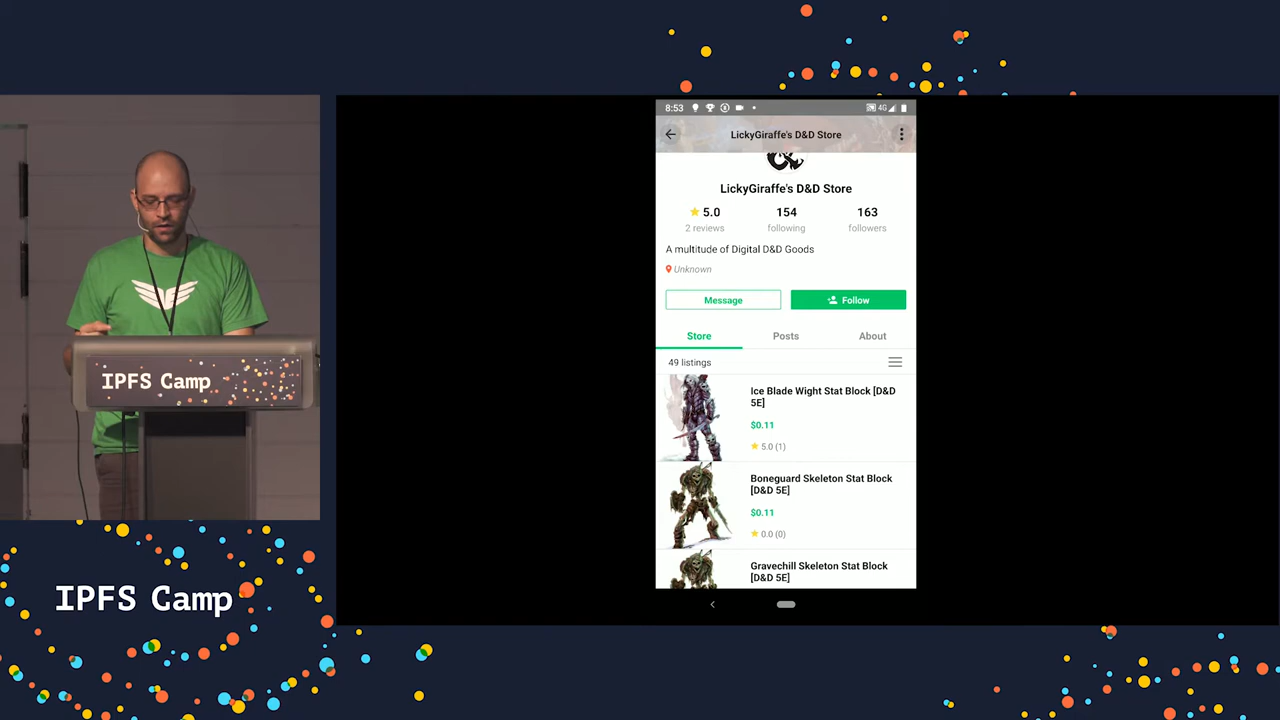 8:53
4G
LickyGiraffe's D&D Store
LickyGiraffe's D&D Store
5.0
2 reviews
154
following
163
followers
A multitude of Digital D&D Goods
Unknown
Message
Follow
Store
Posts
About
49 listings
Ice Blade Wight Stat Block [D&D
5E]
$0.11
5.0 (1)
Boneguard Skeleton Stat Block
[D&D 5E]
$0.11
0.0 (0)
Gravechill Skeleton Stat Block
[D&D 5E]
IPFS Camp
IPFS Camp